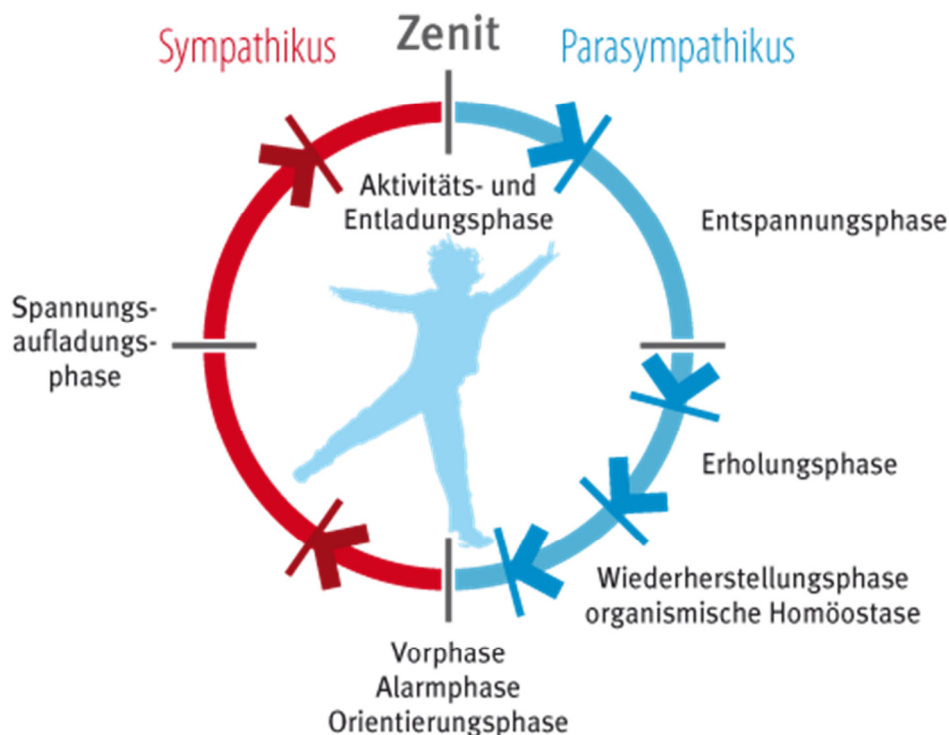 Sympathikus
Zenit
Parasympathikus
Aktivitäts- und
Entladungsphase
Entspannungsphase
Spannungs-
aufladungs-
phase
Erholungsphase
Wiederherstellungsphase
organismische Homöostase
Vorphase
Alarmphase
Orientierungsphase